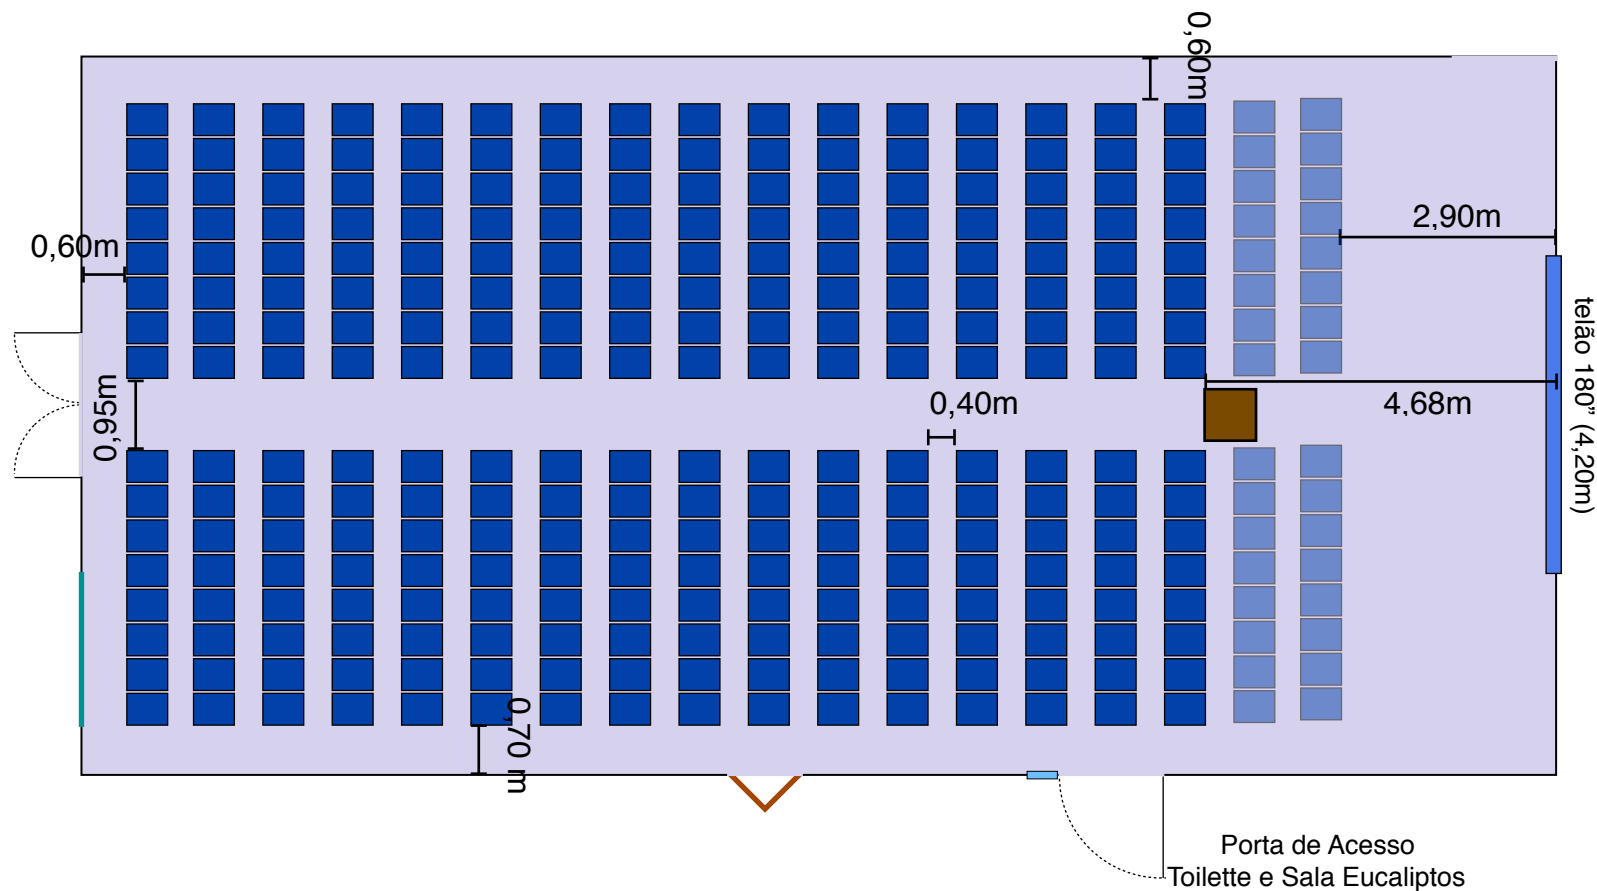 0,60m
2,90m
0,60m
telão 180” (4,20m)
0,95m
0,40m
4,68m
0,70 m
Porta de Acesso
Toilette e Sala Eucaliptos